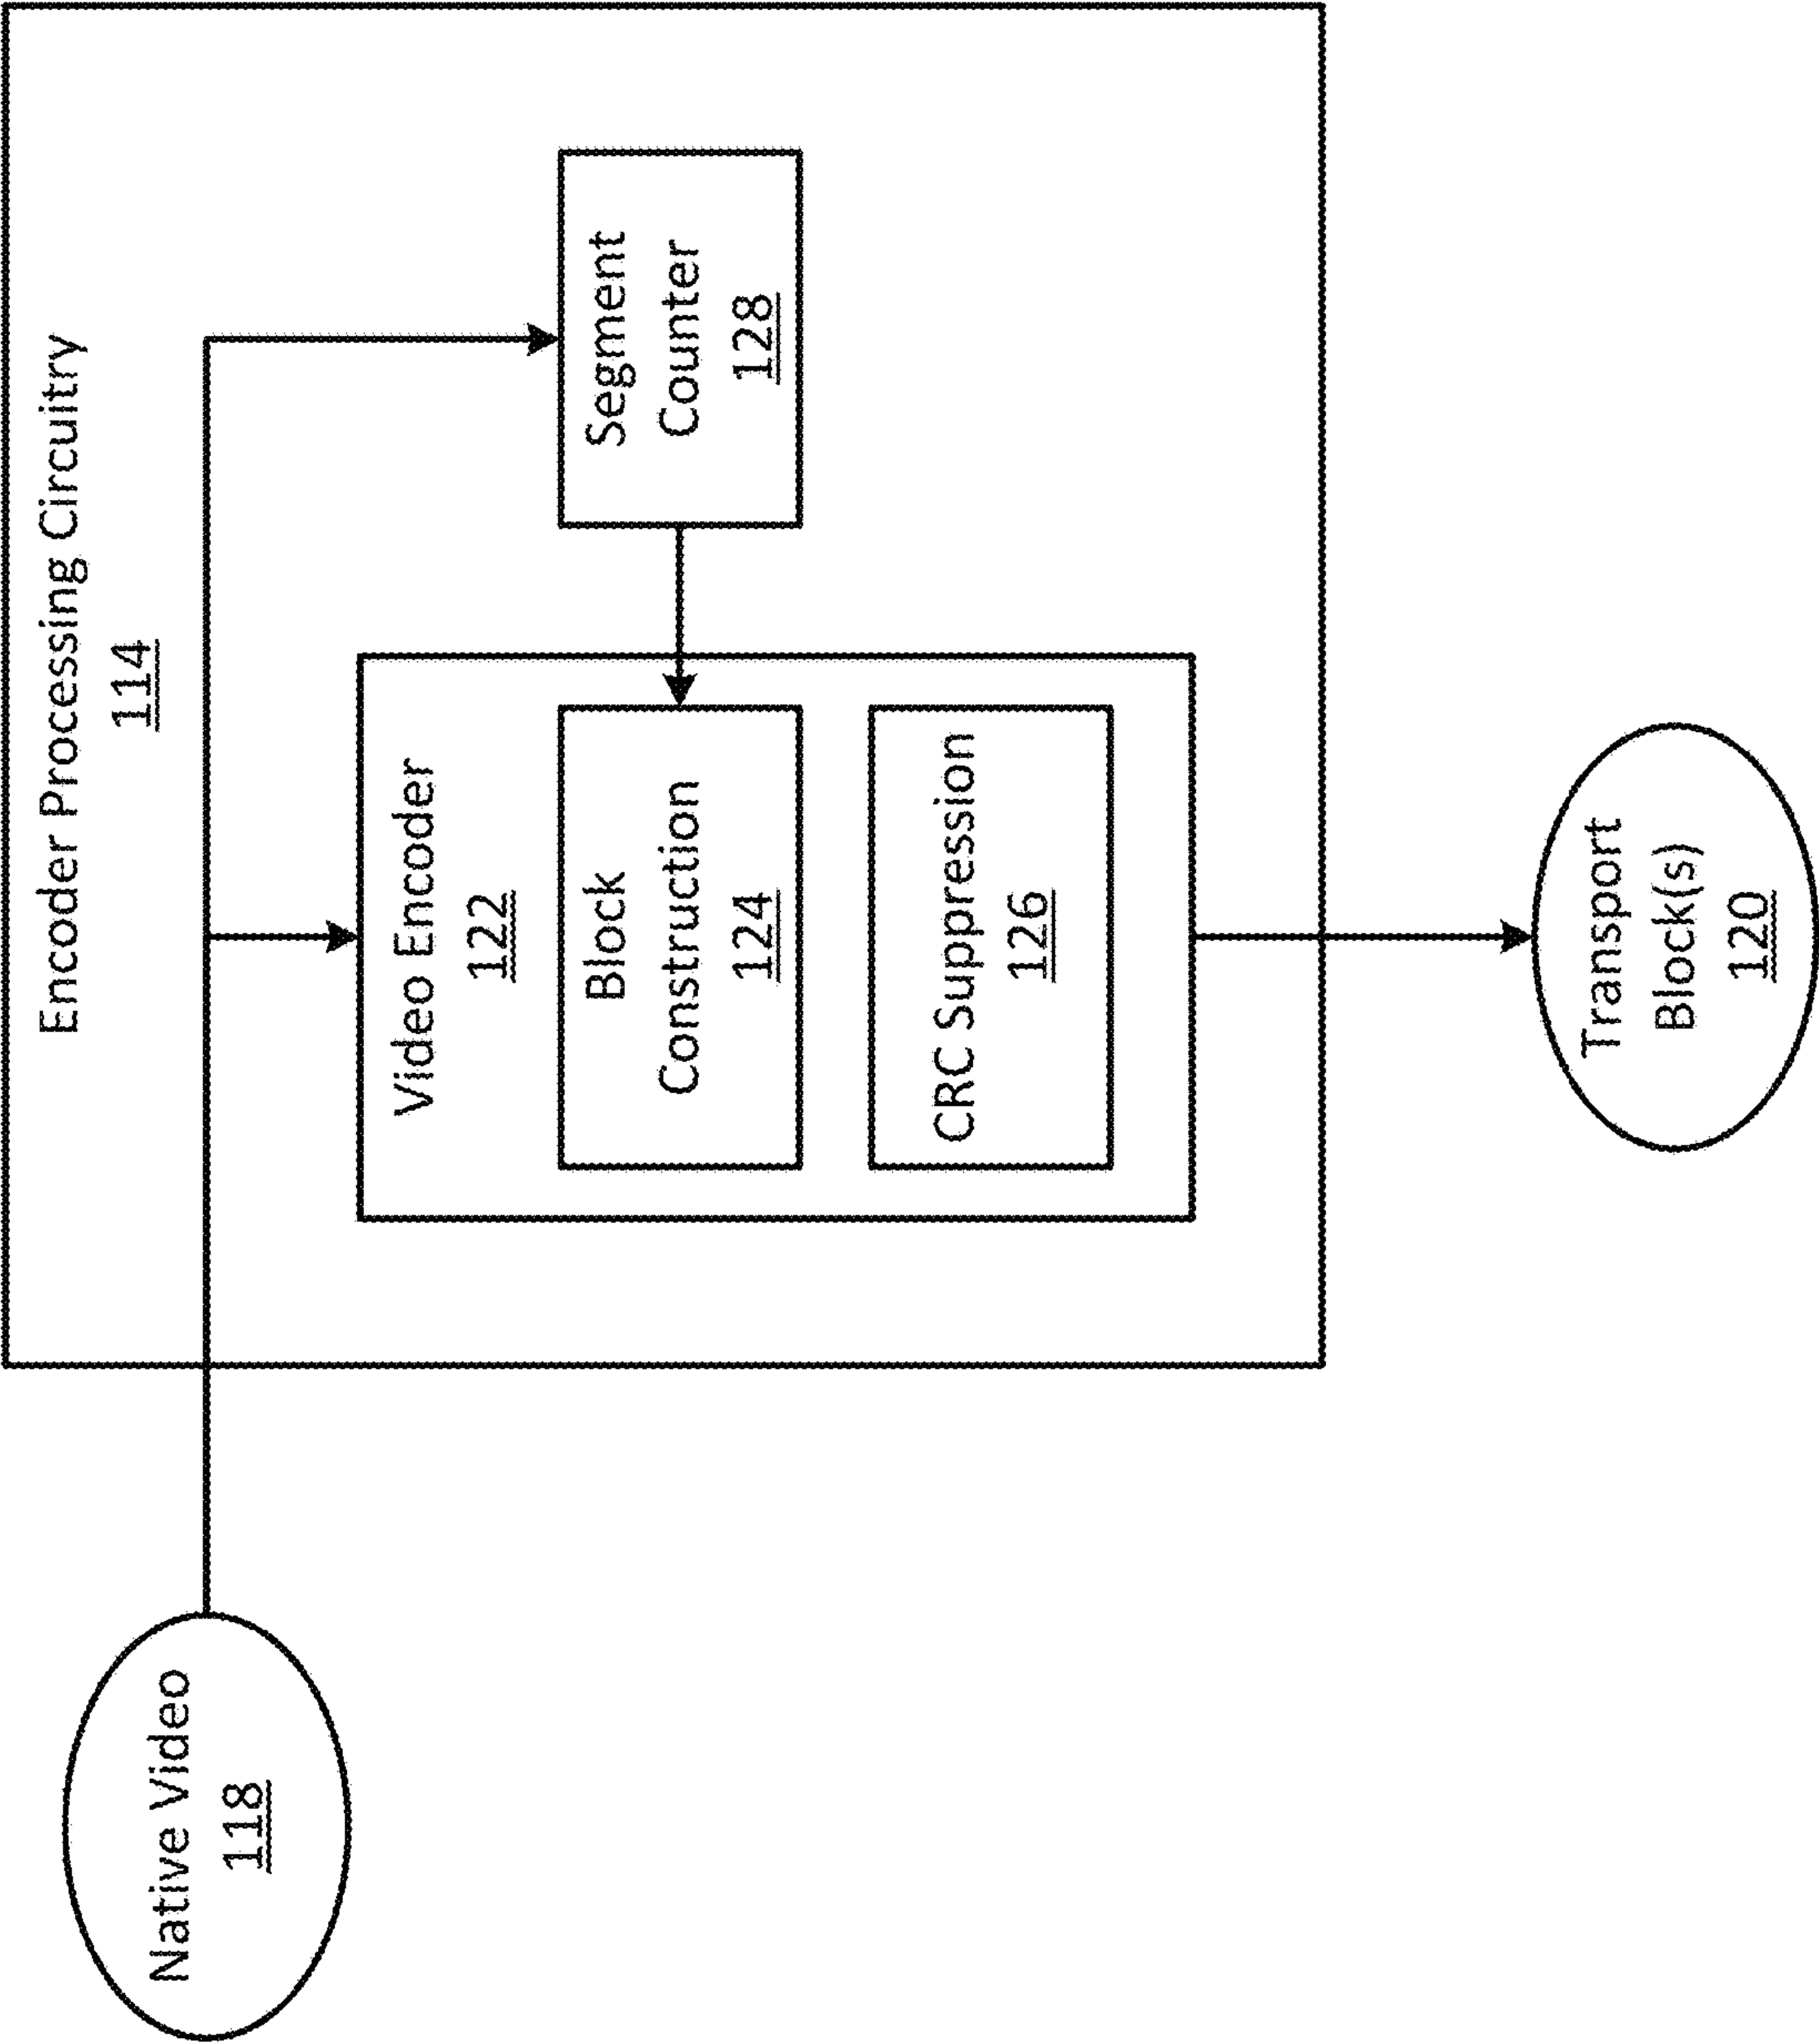 Encoder Processing Circuitry
114
Native Video
118
Video Encoder
122
Block
Construction
124
CRC Suppression
126
Segment
Counter
128
Transport
Block(s)
120